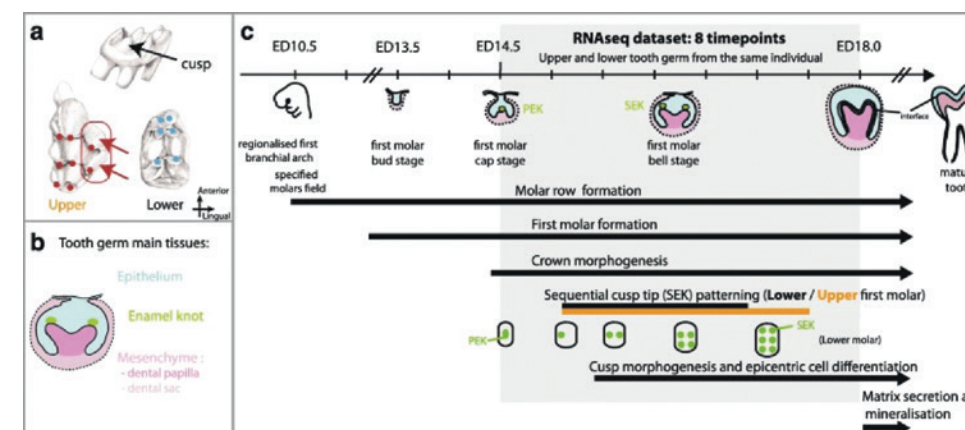 a
cusp
Upper
Lower
Anterior
Lingual
b
Tooth germ main tissues:
Epithelium
Enamel knot
Mesenchyme :
- dental papilla
- dental sac
c
RNAseq dataset: 8 timepoints
ED10.5
ED13.5
ED14.5
ED18.0
Upper and lower tooth germ from the same individual
PEK
SEK
interface
regionalised first
branchial arch
specified
molars field
first molar
bud stage
first molar
cap stage
first molar
bell stage
Molar row formation
First molar formation
Crown morphogenesis
Sequential cusp tip (SEK) patterning (Lower / Upper first molar)
PEK
SEK
(Lower molar)
Cusp morphogenesis and epicentric cell differentiation
Matrix secretion
mineralisation